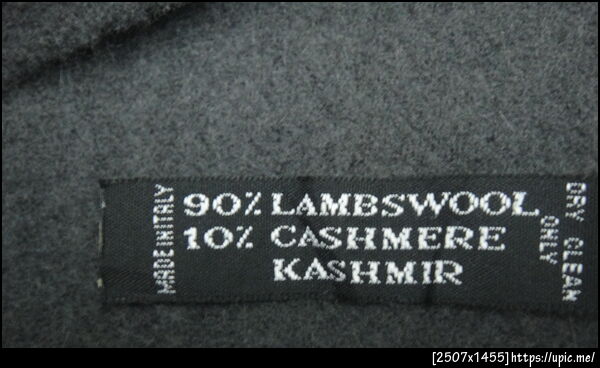 MADE IN ITALY
90% LAMBSWOOL
10% CASHMERE
KASHMIR
DRY CLEAN
ONLY
[2507x1455]https://upic.me/